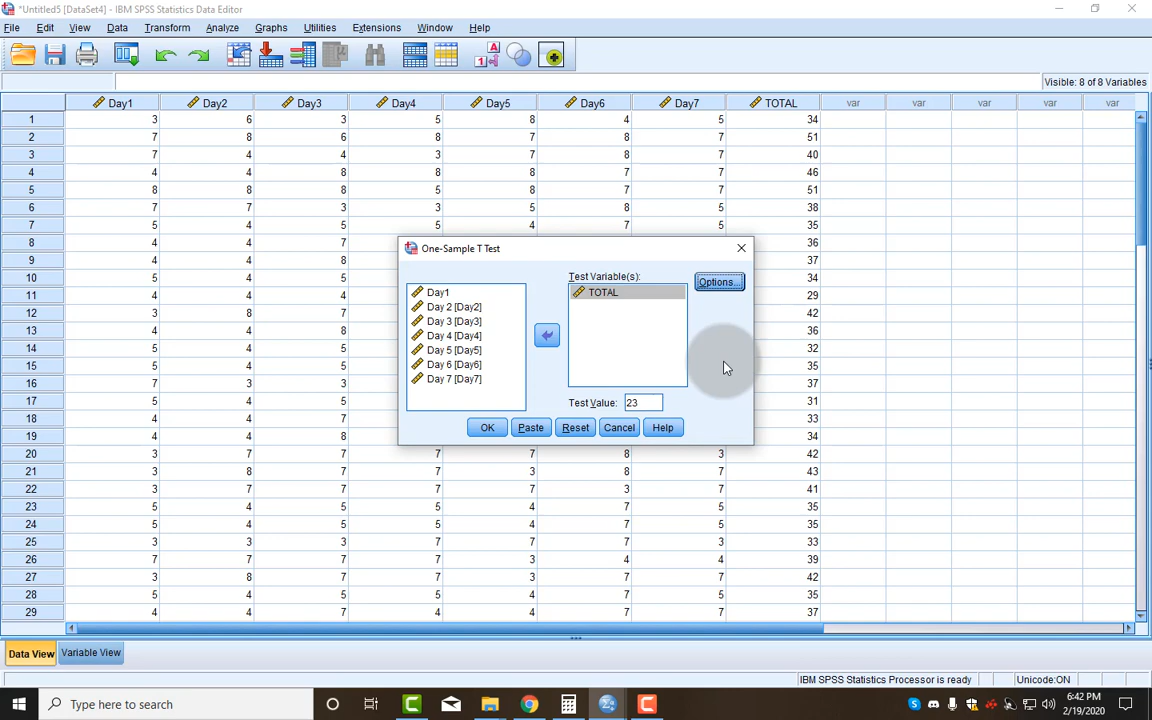 *Untitled5 [DataSet4] - IBM SPSS Statistics Data Editor
File Edit View Data Transform Analyze Graphs Utilities Extensions Window Help
Visible: 8 of 8 Variables
Day1 Day2 Day3 Day4 Day5 Day6 Day7 TOTAL var var var var var
1 3 6 3 5 8 4 5 34
2 7 8 6 8 7 8 7 51
3 7 4 4 3 7 8 7 40
4 4 4 8 8 8 7 7 46
5 8 8 8 4 8 7 7 51
6 7 7 3 3 5 8 5 38
7 5 4 5 5 4 7 5 35
8 4 4 7 36
9 4 4 8 36
10 5 4 5 34
11 4 4 4 29
12 3 8 7 37
13 4 4 8 36
14 5 4 5 32
15 5 4 5 35
16 7 3 3 37
17 5 4 5 35
18 4 4 7 33
19 4 4 8 34
20 3 7 7 7 7 8 3 42
21 3 8 7 7 3 8 7 43
22 3 7 7 7 7 3 7 41
23 5 4 5 5 4 7 5 35
24 5 4 5 5 4 7 5 35
25 3 3 7 7 3 7 3 33
26 7 7 7 7 3 4 4 39
27 3 8 7 7 3 7 7 42
28 5 4 5 5 4 7 5 35
29 4 4 7 4 4 7 7 37
One-Sample T Test
Test Variable(s):
Options...
Day1
Day 2 [Day2]
Day 3 [Day3]
Day 4 [Day4]
Day 5 [Day5]
Day 6 [Day6]
Day 7 [Day7]
TOTAL
Test Value: 23
OK Paste Reset Cancel Help
Data View Variable View
IBM SPSS Statistics Processor is ready Unicode:ON
Type here to search
6:42 PM
2/19/2020